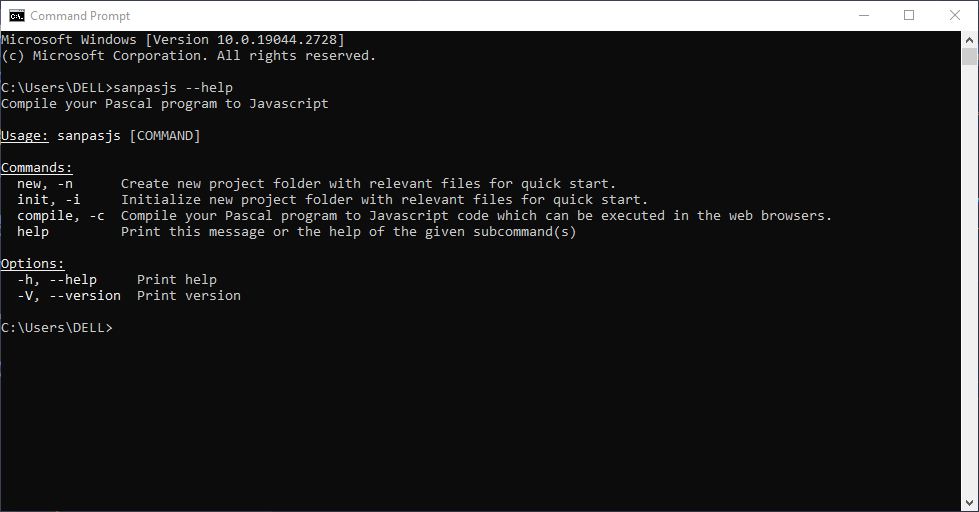 Command Prompt
Microsoft Windows [Version 10.0.19044.2728]
(c) Microsoft Corporation. All rights reserved.
C:\Users\DELL>sanpasjs --help
Compile your Pascal program to Javascript
Usage: sanpasjs [COMMAND]
Commands:
  new, -n      Create new project folder with relevant files for quick start.
  init, -i     Initialize new project folder with relevant files for quick start.
  compile, -c  Compile your Pascal program to Javascript code which can be executed in the web browsers.
  help         Print this message or the help of the given subcommand(s)
Options:
  -h, --help     Print help
  -V, --version  Print version
C:\Users\DELL>